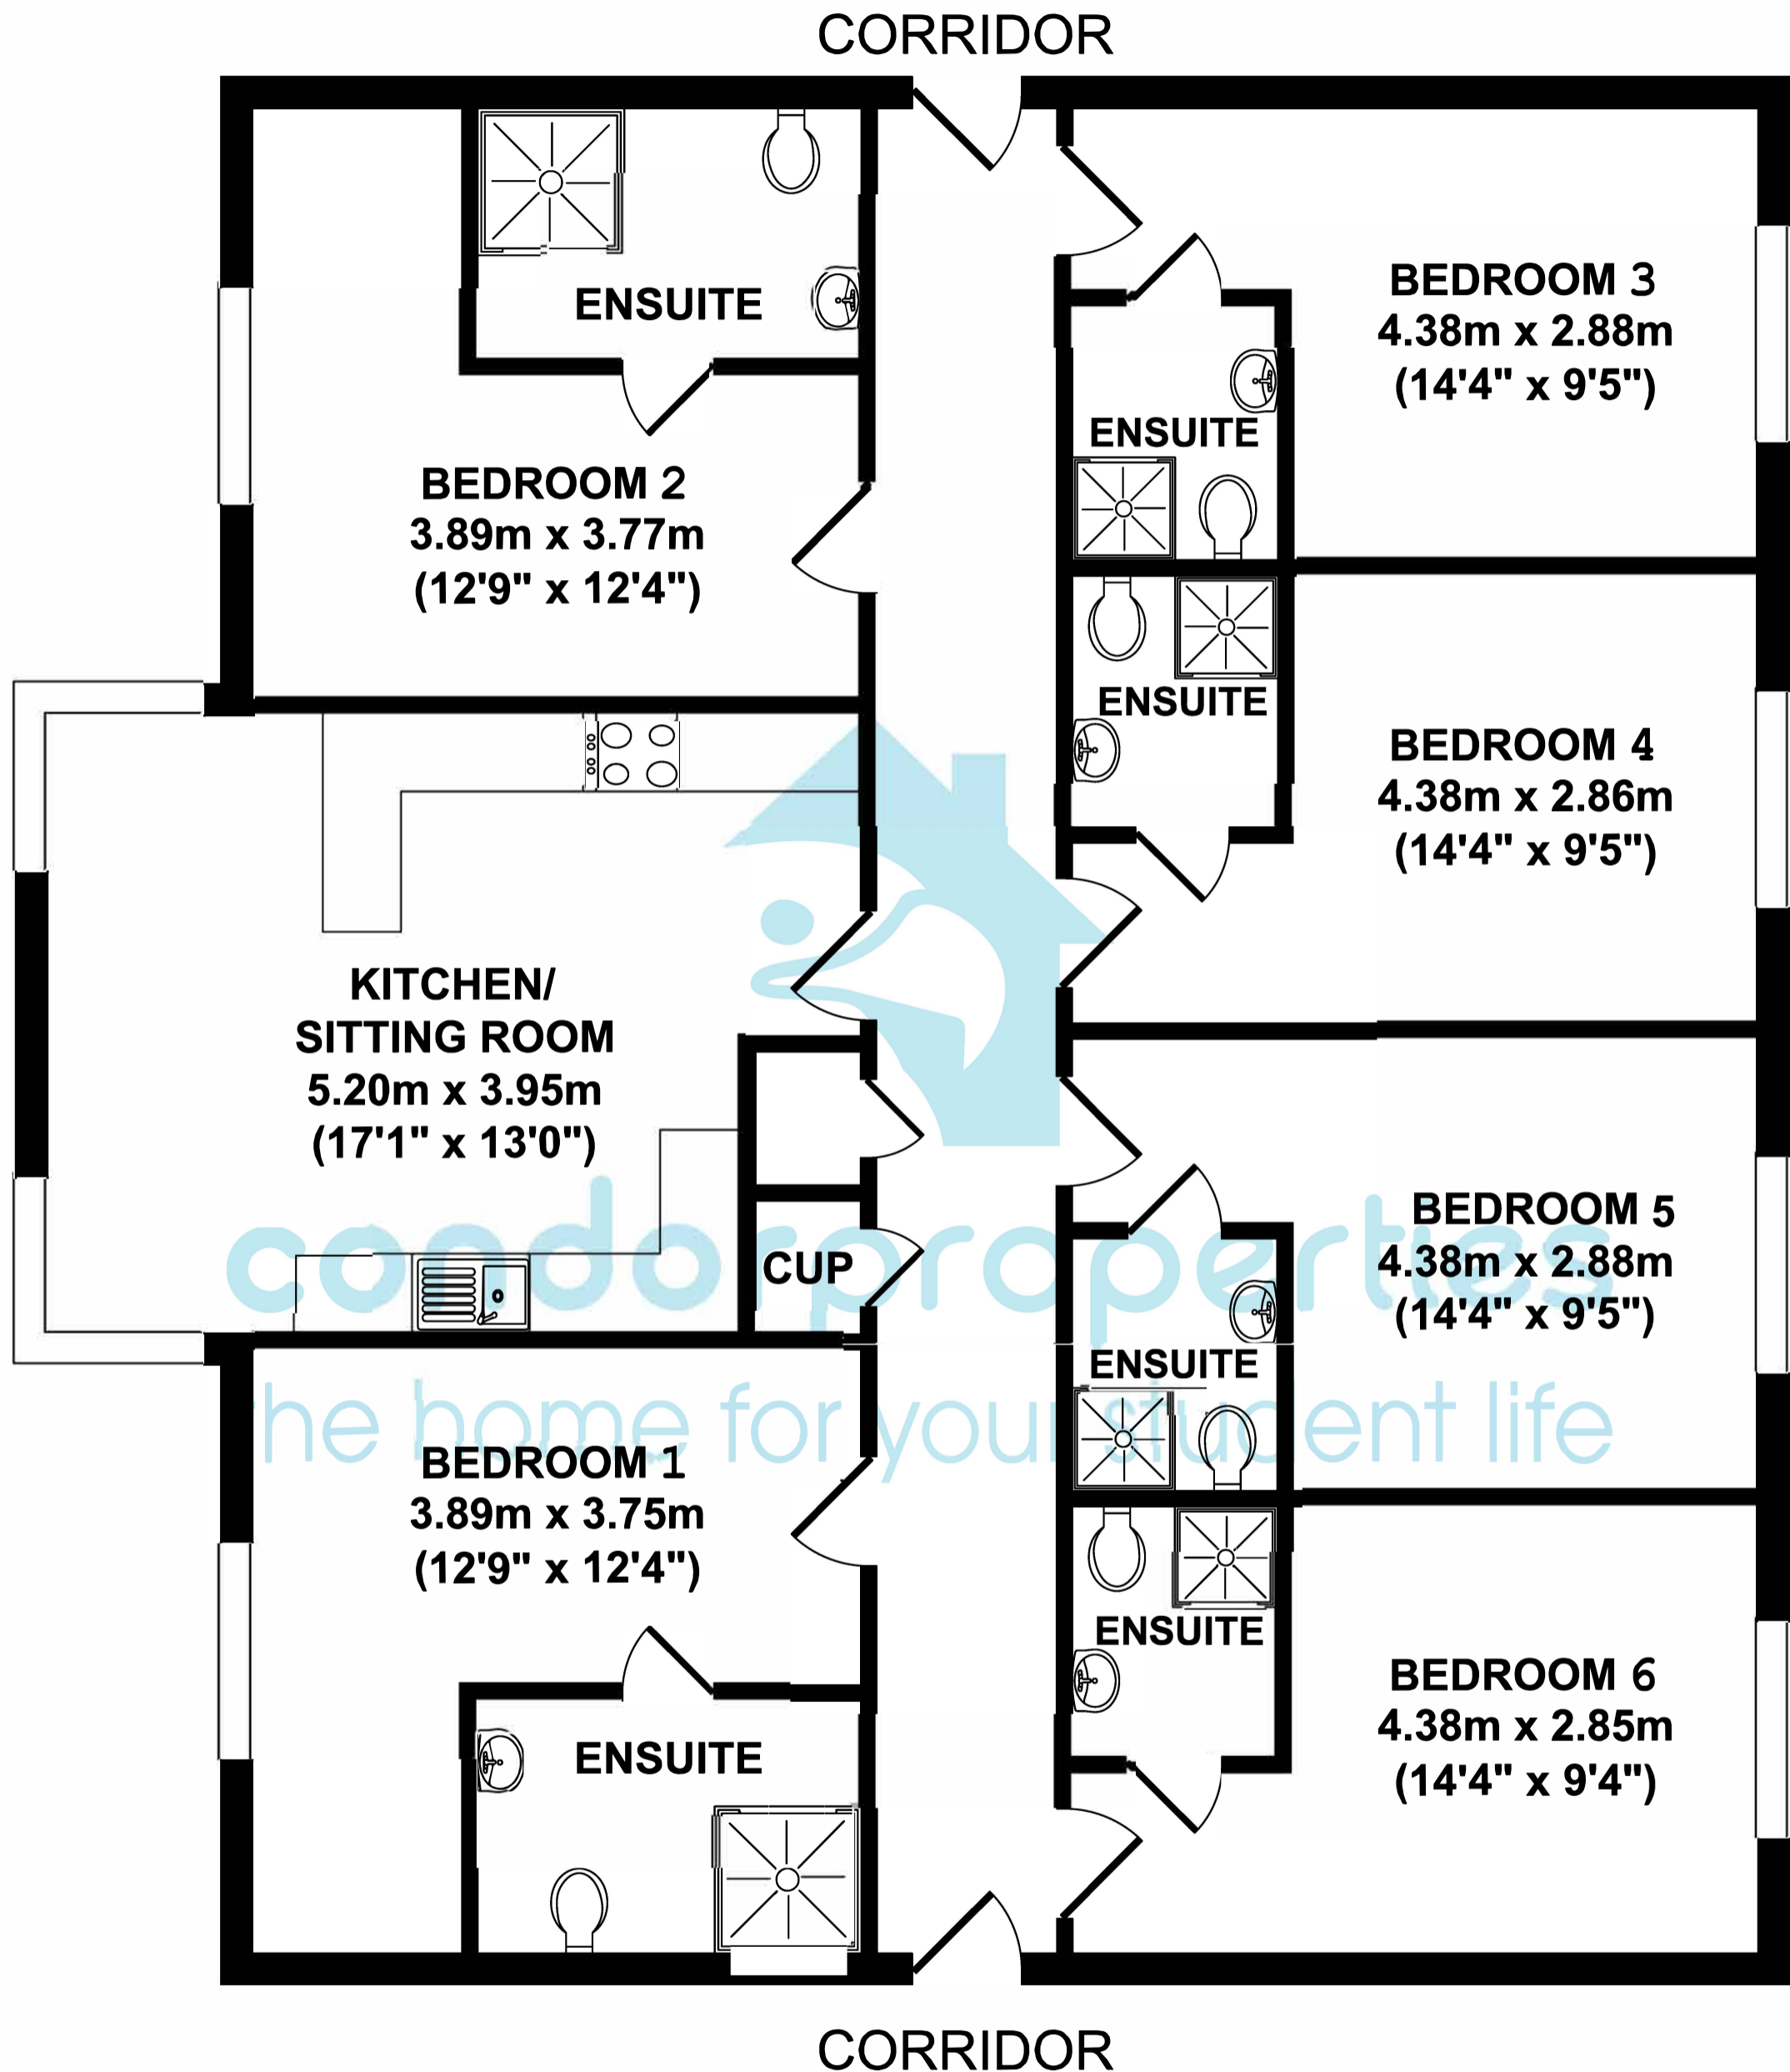 CORRIDOR
ENSUITE
BEDROOM 2
3.89m x 3.77m
(12'9" x 12'4")
BEDROOM 3
4.38m x 2.88m
(14'4" x 9'5")
ENSUITE
ENSUITE
BEDROOM 4
4.38m x 2.86m
(14'4" x 9'5")
KITCHEN/
SITTING ROOM
5.20m x 3.95m
(17'1" x 13'0")
CUP
BEDROOM 5
4.38m x 2.88m
(14'4" x 9'5")
ENSUITE
condorproperties
the home for your student life
BEDROOM 1
3.89m x 3.75m
(12'9" x 12'4")
ENSUITE
ENSUITE
BEDROOM 6
4.38m x 2.85m
(14'4" x 9'4")
CORRIDOR